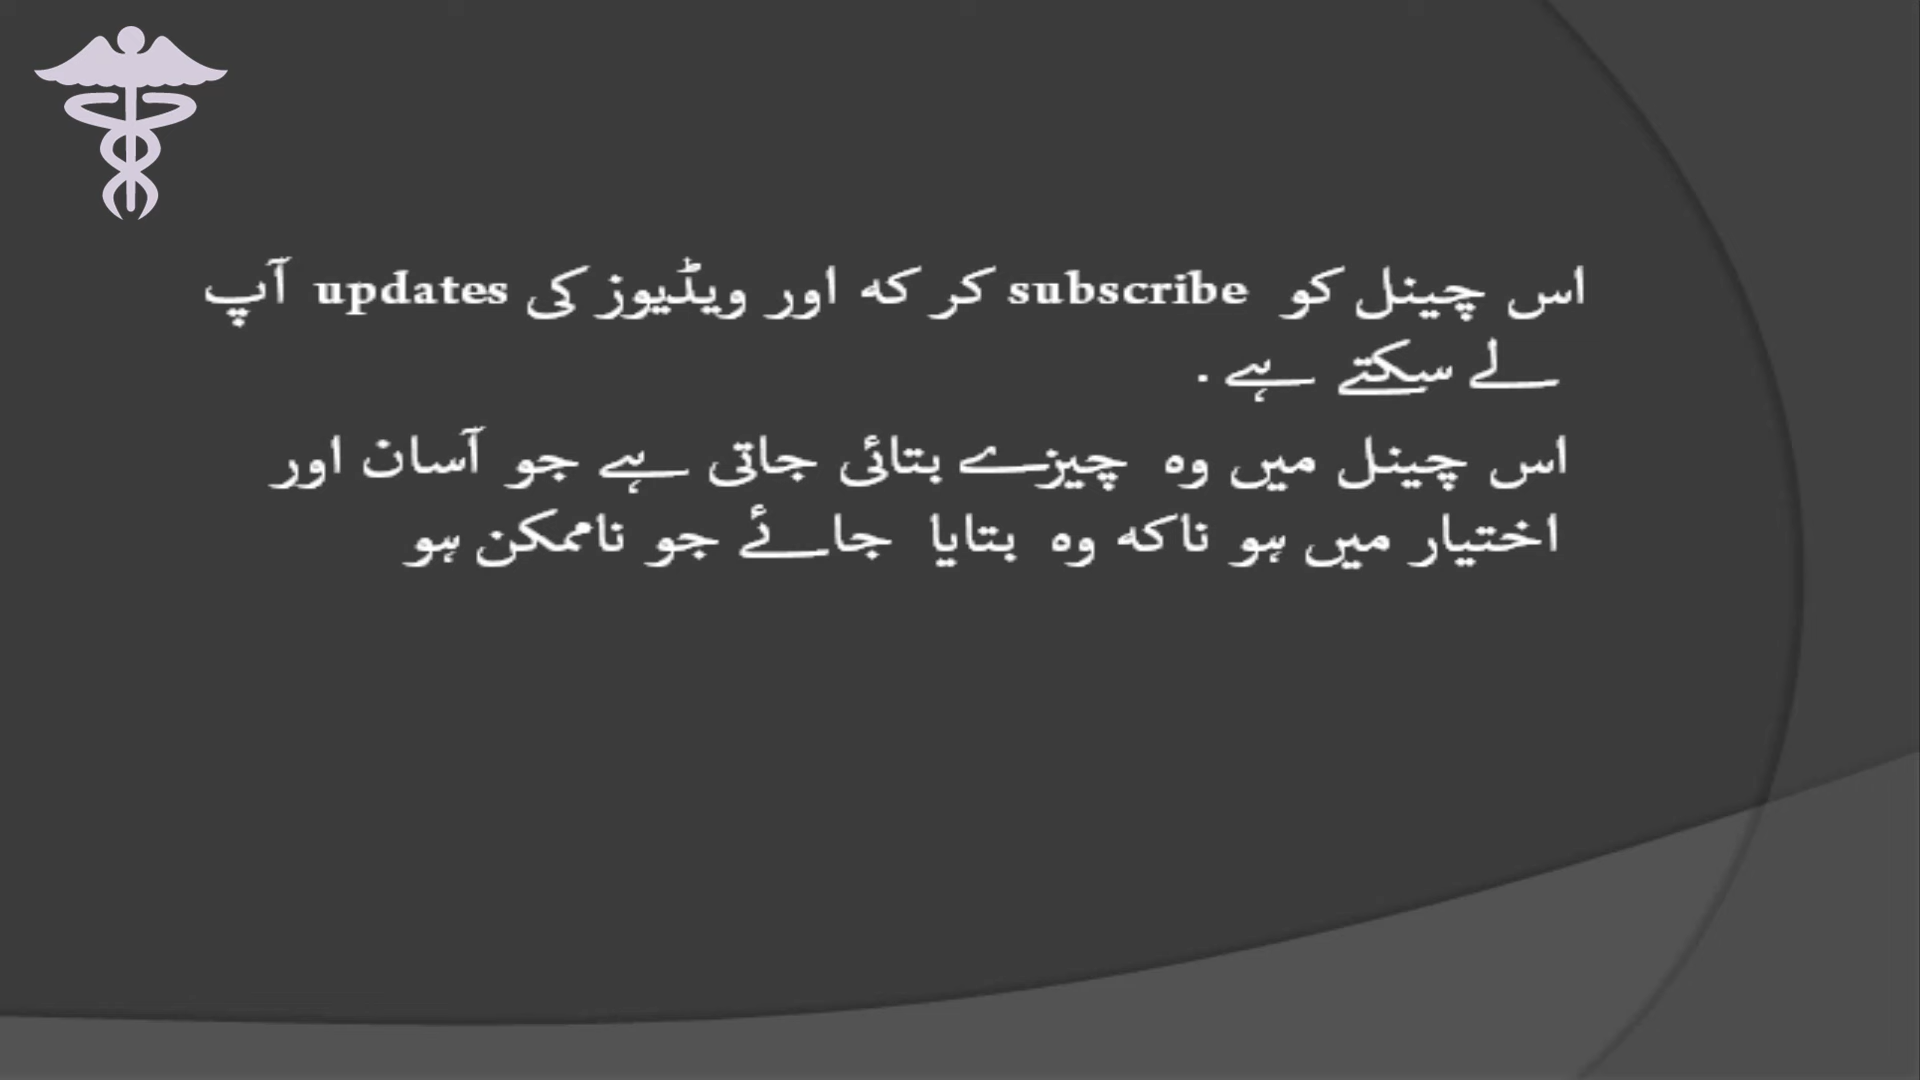 اس چینل کو subscribe کر کہ اور ویڈیوز کی updates آپ
لے سکتے ہے .
اس چینل میں وہ چیزے بتائی جاتی ہے جو آسان اور
اختیار میں ہو ناکہ وہ بتایا جائے جو ناممکن ہو